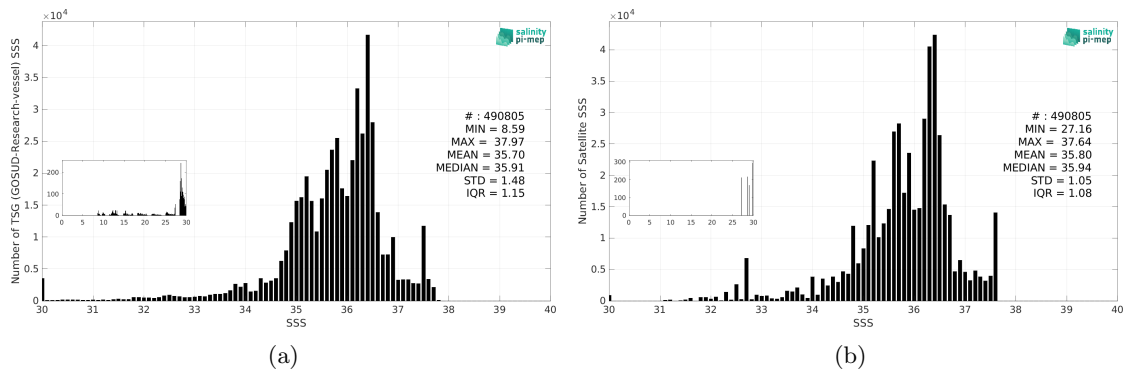 ×10⁴
4
3.5
3
2.5
2
1.5
1
0.5
0
Number of TSG (GOSUD-Research-vessel) SSS
salinity
pi-mep
# : 490805
MIN = 8.59
MAX = 37.97
MEAN = 35.70
MEDIAN = 35.91
STD = 1.48
IQR = 1.15
200
100
0
0 5 10 15 20 25 30
30 31 32 33 34 35 36 37 38 39 40
SSS
(a)
×10⁴
4
3.5
3
2.5
2
1.5
1
0.5
0
Number of Satellite SSS
salinity
pi-mep
# : 490805
MIN = 27.16
MAX = 37.64
MEAN = 35.80
MEDIAN = 35.94
STD = 1.05
IQR = 1.08
300
200
100
0
0 5 10 15 20 25 30
30 31 32 33 34 35 36 37 38 39 40
SSS
(b)